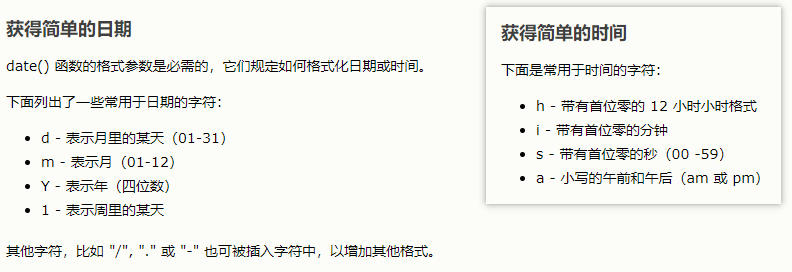 获得简单的日期
date() 函数的格式参数是必需的，它们规定如何格式化日期或时间。
下面列出了一些常用于日期的字符：
d - 表示月里的某天（01-31）
m - 表示月（01-12）
Y - 表示年（四位数）
1 - 表示周里的某天
其他字符，比如 "/", "." 或 "-" 也可被插入字符中，以增加其他格式。
获得简单的时间
下面是常用于时间的字符：
h - 带有首位零的 12 小时小时格式
i - 带有首位零的分钟
s - 带有首位零的秒（00 -59）
a - 小写的午前和午后（am 或 pm）